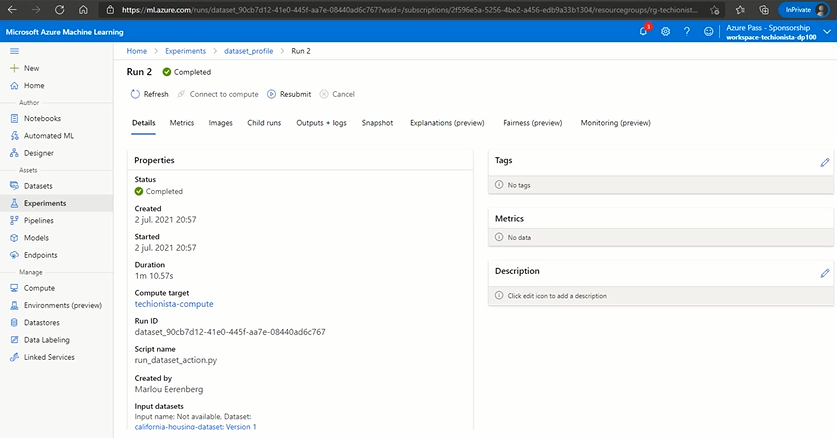 https://ml.azure.com/runs/dataset_90cb7d12-41e0-445f-aa7e-08440ad6c767?wsid=/subscriptions/2f596e5a-5256-4be2-a456-edb9a33b1304/resourcegroups/rg-techionist...
InPrivate
Microsoft Azure Machine Learning
3
Azure Pass - Sponsorship
workspace-techionista-dp100
Home > Experiments > dataset_profile > Run 2
Run 2 Completed
Refresh Connect to compute Resubmit Cancel
Details Metrics Images Child runs Outputs + logs Snapshot Explanations (preview) Fairness (preview) Monitoring (preview)
New
Home
Author
Notebooks
Automated ML
Designer
Assets
Datasets
Experiments
Pipelines
Models
Endpoints
Manage
Compute
Environments (preview)
Datastores
Data Labeling
Linked Services
Properties
Status
Completed
Created
2 jul. 2021 20:57
Started
2 jul. 2021 20:57
Duration
1m 10.57s
Compute target
techionista-compute
Run ID
dataset_90cb7d12-41e0-445f-aa7e-08440ad6c767
Script name
run_dataset_action.py
Created by
Marlou Eerenberg
Input datasets
Input name: Not available, Dataset:
california-housing-dataset: Version 1
Tags
No tags
Metrics
No data
Description
Click edit icon to add a description